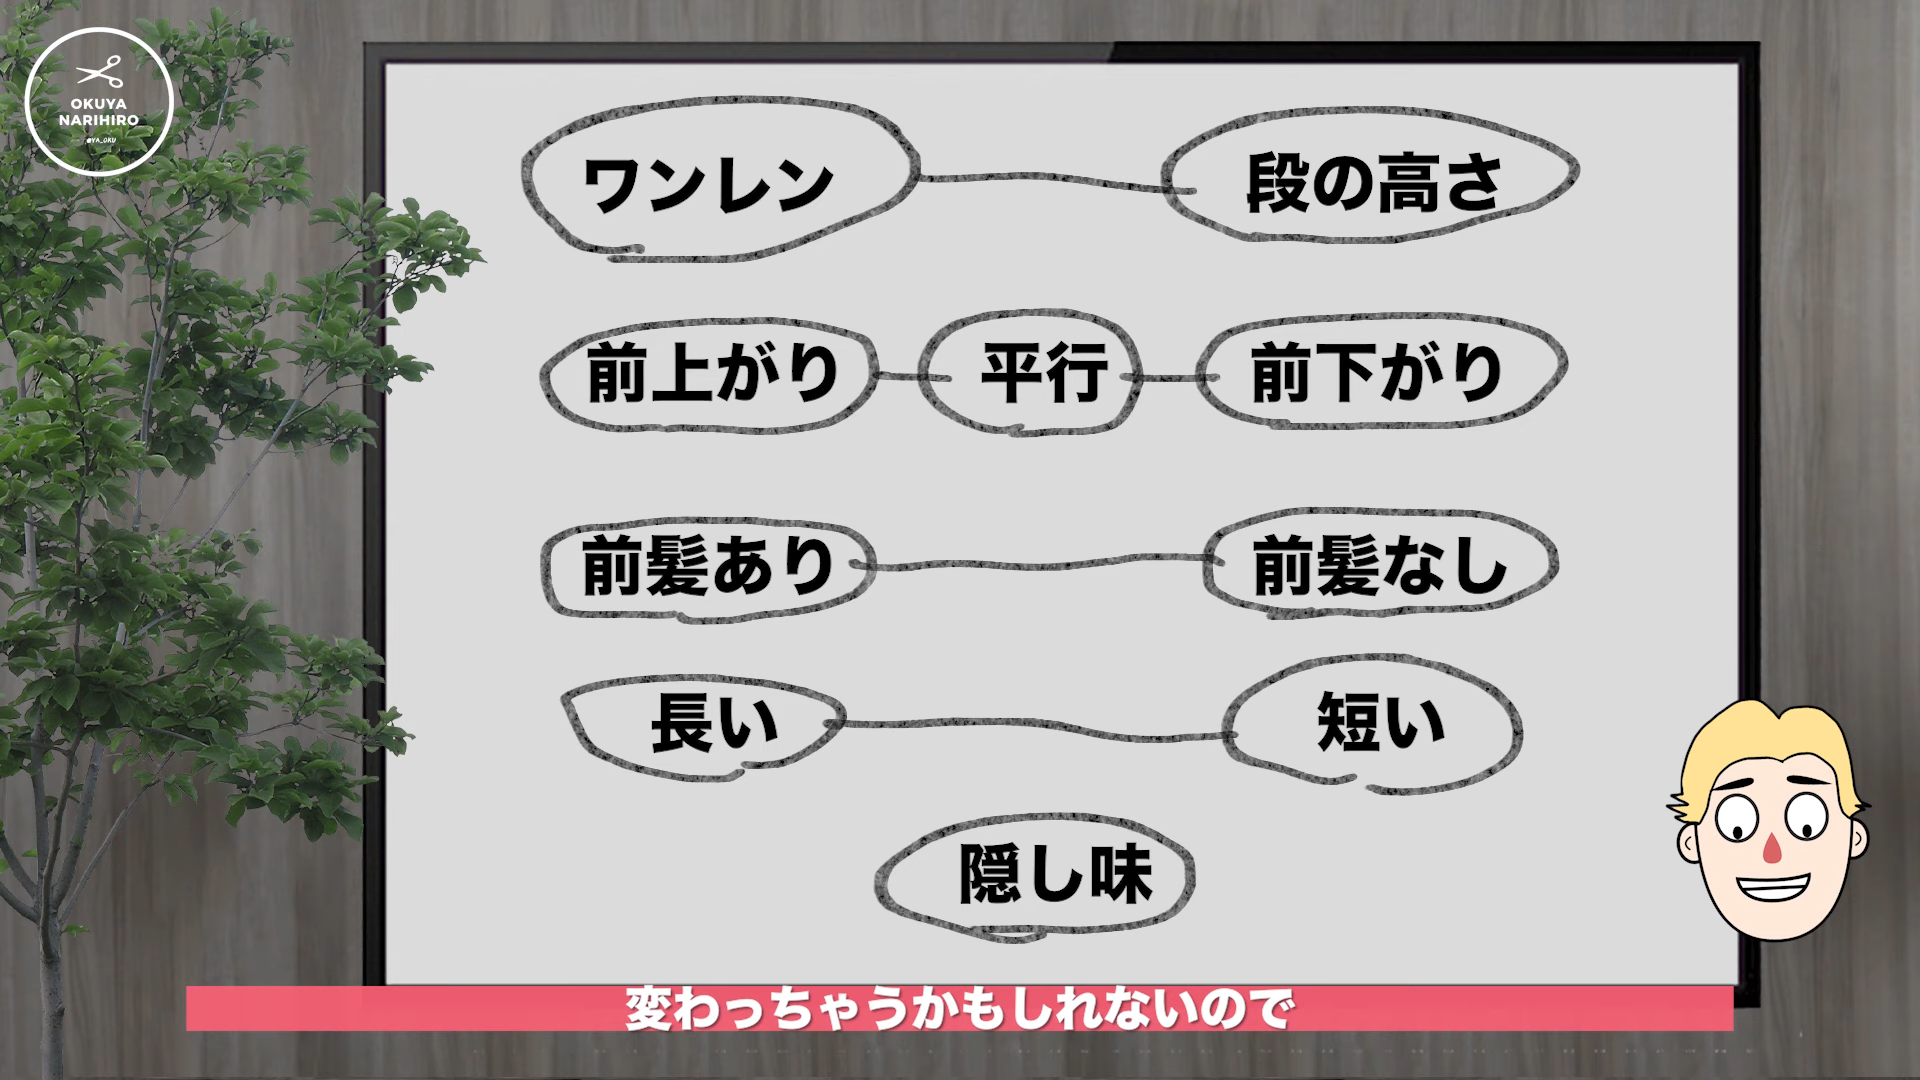 OKUYA
NARIHIRO
@YA_OKU
ワンレン 段の高さ
前上がり 平行 前下がり
前髪あり 前髪なし
長い 短い
隠し味
変わっちゃうかもしれないので